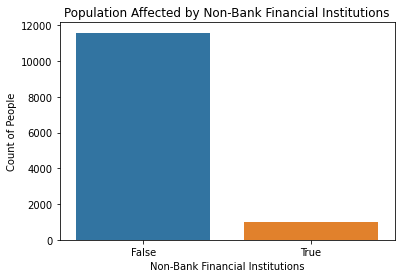 Population Affected by Non-Bank Financial Institutions
12000
10000
8000
6000
4000
2000
0
Count of People
False
True
Non-Bank Financial Institutions